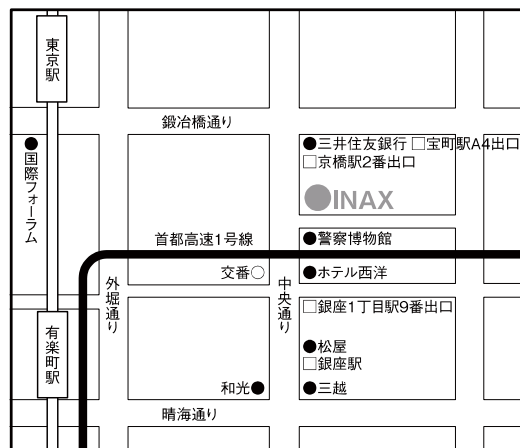 東京駅
鍛冶橋通り
●国際フォーラム
●三井住友銀行 □宝町駅A4出口
□京橋駅2番出口
●INAX
首都高速1号線
●警察博物館
交番○
●ホテル西洋
外堀通り
中央通り
□銀座1丁目駅9番出口
有楽町駅
●松屋
□銀座駅
和光●
●三越
晴海通り